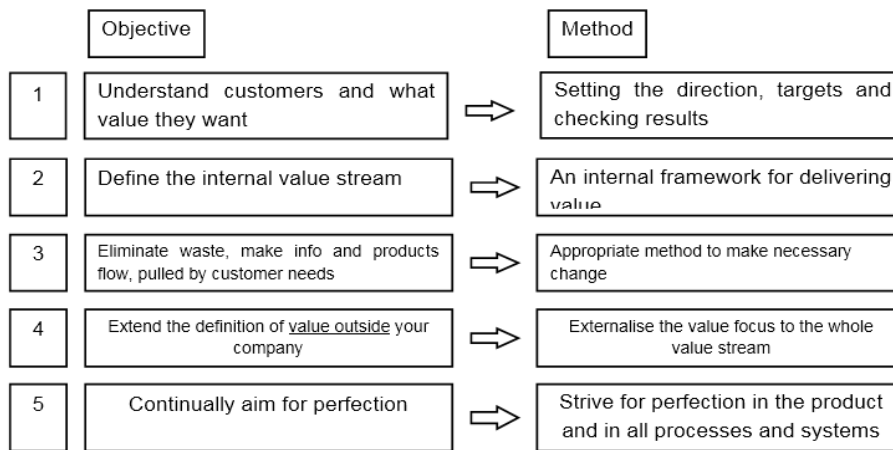 Objective
Method
1
Understand customers and what
value they want
Setting the direction, targets and
checking results
2
Define the internal value stream
An internal framework for delivering
value
3
Eliminate waste, make info and products
flow, pulled by customer needs
Appropriate method to make necessary
change
4
Extend the definition of value outside your
company
Externalise the value focus to the whole
value stream
5
Continually aim for perfection
Strive for perfection in the product
and in all processes and systems